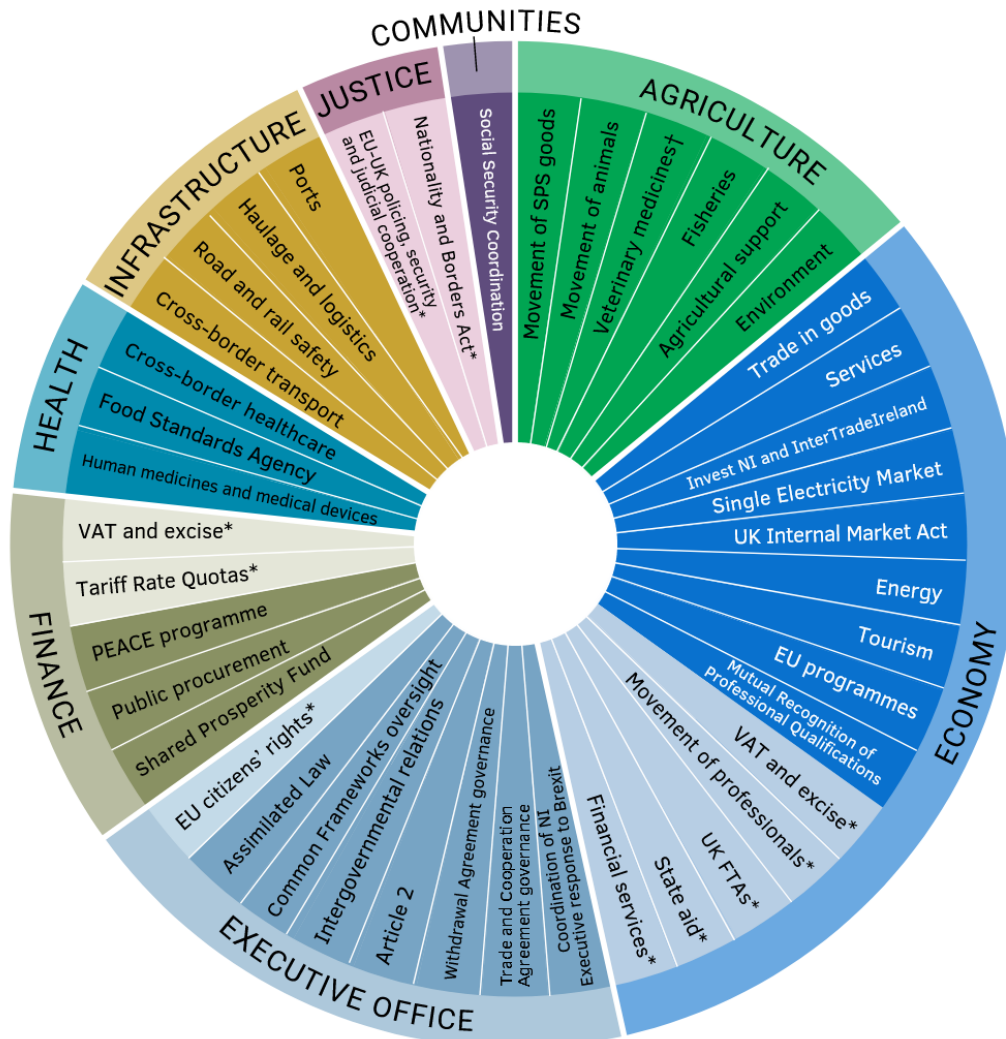 COMMUNITIES
Social Security
Coordination
AGRICULTURE
Movement of SPS goods
Movement of animals
Veterinary medicines†
Fisheries
Agricultural support
Environment
ECONOMY
Trade in goods
Services
Invest NI and InterTradeIreland
Single Electricity Market
UK Internal Market Act
Energy
Tourism
EU programmes
Mutual Recognition of
Professional Qualifications
VAT and excise*
Movement of professionals*
UK FTAs*
State aid*
Financial services*
EXECUTIVE OFFICE
Coordination of NI
Executive response to Brexit
Trade and Cooperation
Agreement governance
Withdrawal Agreement governance
Article 2
Intergovernmental relations
Common Frameworks oversight
Assimilated Law
EU citizens’ rights*
FINANCE
Shared Prosperity Fund
Public procurement
PEACE programme
Tariff Rate Quotas*
VAT and excise*
HEALTH
Human medicines and medical devices
Food Standards Agency
Cross-border healthcare
INFRASTRUCTURE
Cross-border transport
Road and rail safety
Haulage and logistics
Ports
JUSTICE
EU-UK policing, security
and judicial cooperation*
Nationality and Borders Act*